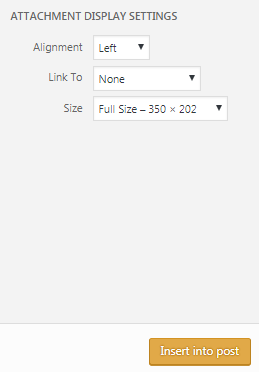 ATTACHMENT DISPLAY SETTINGS
Alignment Left
Link To None
Size Full Size – 350 × 202
Insert into post